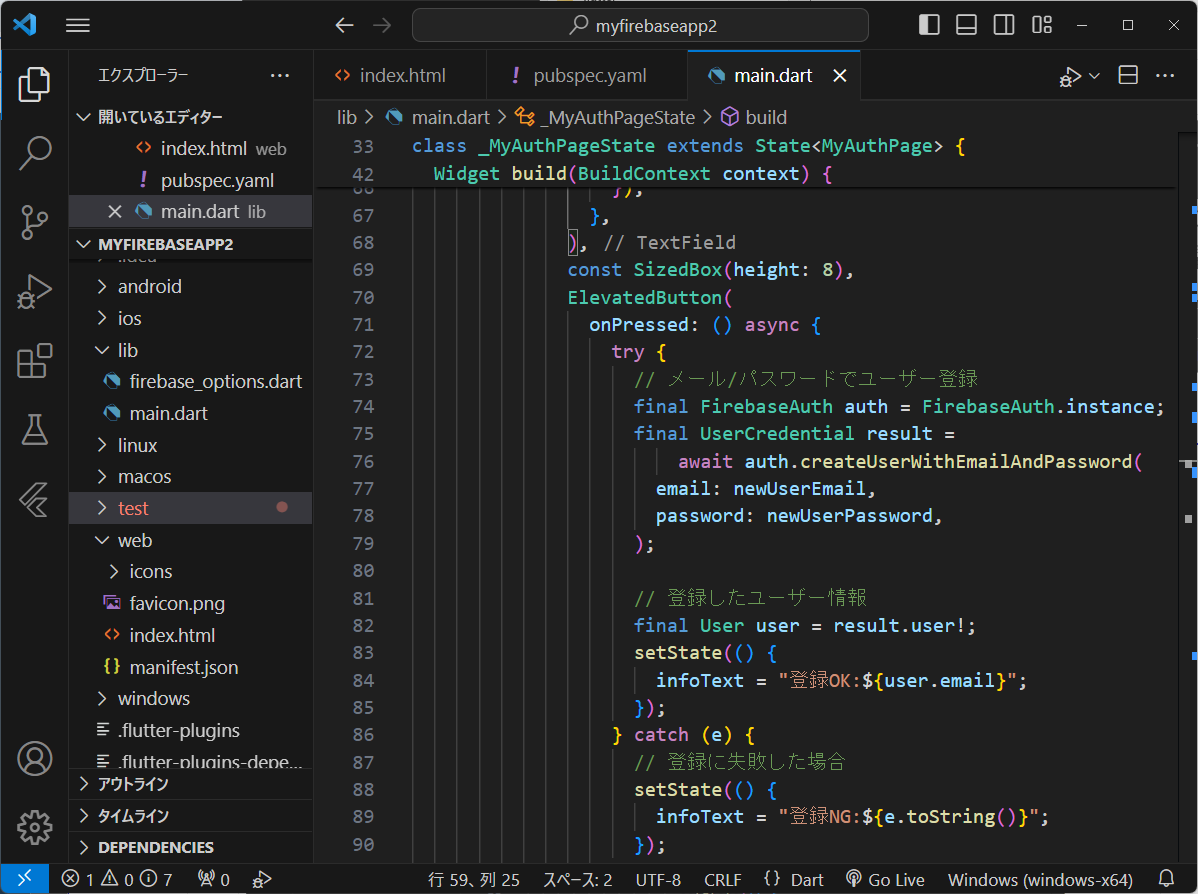 myfirebaseapp2
エクスプローラー
開いているエディター
index.html web
pubspec.yaml
main.dart lib
MYFIREBASEAPP2
.idea
android
ios
lib
firebase_options.dart
main.dart
linux
macos
test
web
icons
favicon.png
index.html
manifest.json
windows
.flutter-plugins
.flutter-plugins-depe...
アウトライン
タイムライン
DEPENDENCIES
index.html
pubspec.yaml
main.dart
lib > main.dart > _MyAuthPageState > build
33 class _MyAuthPageState extends State<MyAuthPage> {
42 Widget build(BuildContext context) {
66 });
67 },
68 ), // TextField
69 const SizedBox(height: 8),
70 ElevatedButton(
71 onPressed: () async {
72 try {
73 // メール/パスワードでユーザー登録
74 final FirebaseAuth auth = FirebaseAuth.instance;
75 final UserCredential result =
76 await auth.createUserWithEmailAndPassword(
77 email: newUserEmail,
78 password: newUserPassword,
79 );
80
81 // 登録したユーザー情報
82 final User user = result.user!;
83 setState(() {
84 infoText = "登録OK:${user.email}";
85 });
86 } catch (e) {
87 // 登録に失敗した場合
88 setState(() {
89 infoText = "登録NG:${e.toString()}";
90 });
1 0 7 0 行 59、列 25 スペース: 2 UTF-8 CRLF {} Dart Go Live Windows (windows-x64)